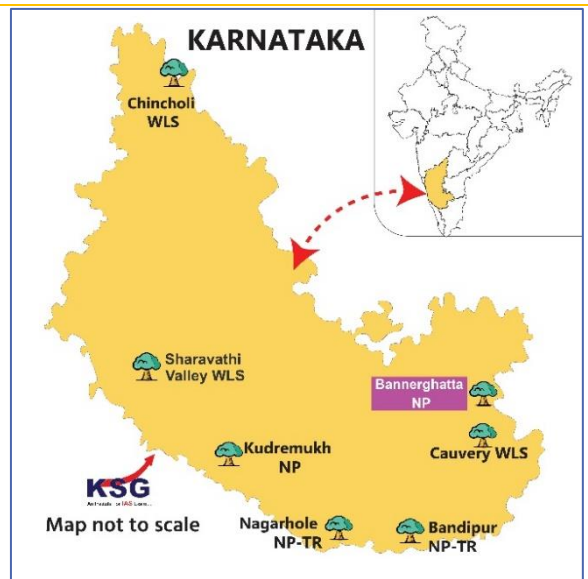 KARNATAKA
Chincholi
WLS
Sharavathi
Valley WLS
Bannerghatta
NP
Cauvery WLS
Kudremukh
NP
KSG
Map not to scale
Nagarhole
NP-TR
Bandipur
NP-TR